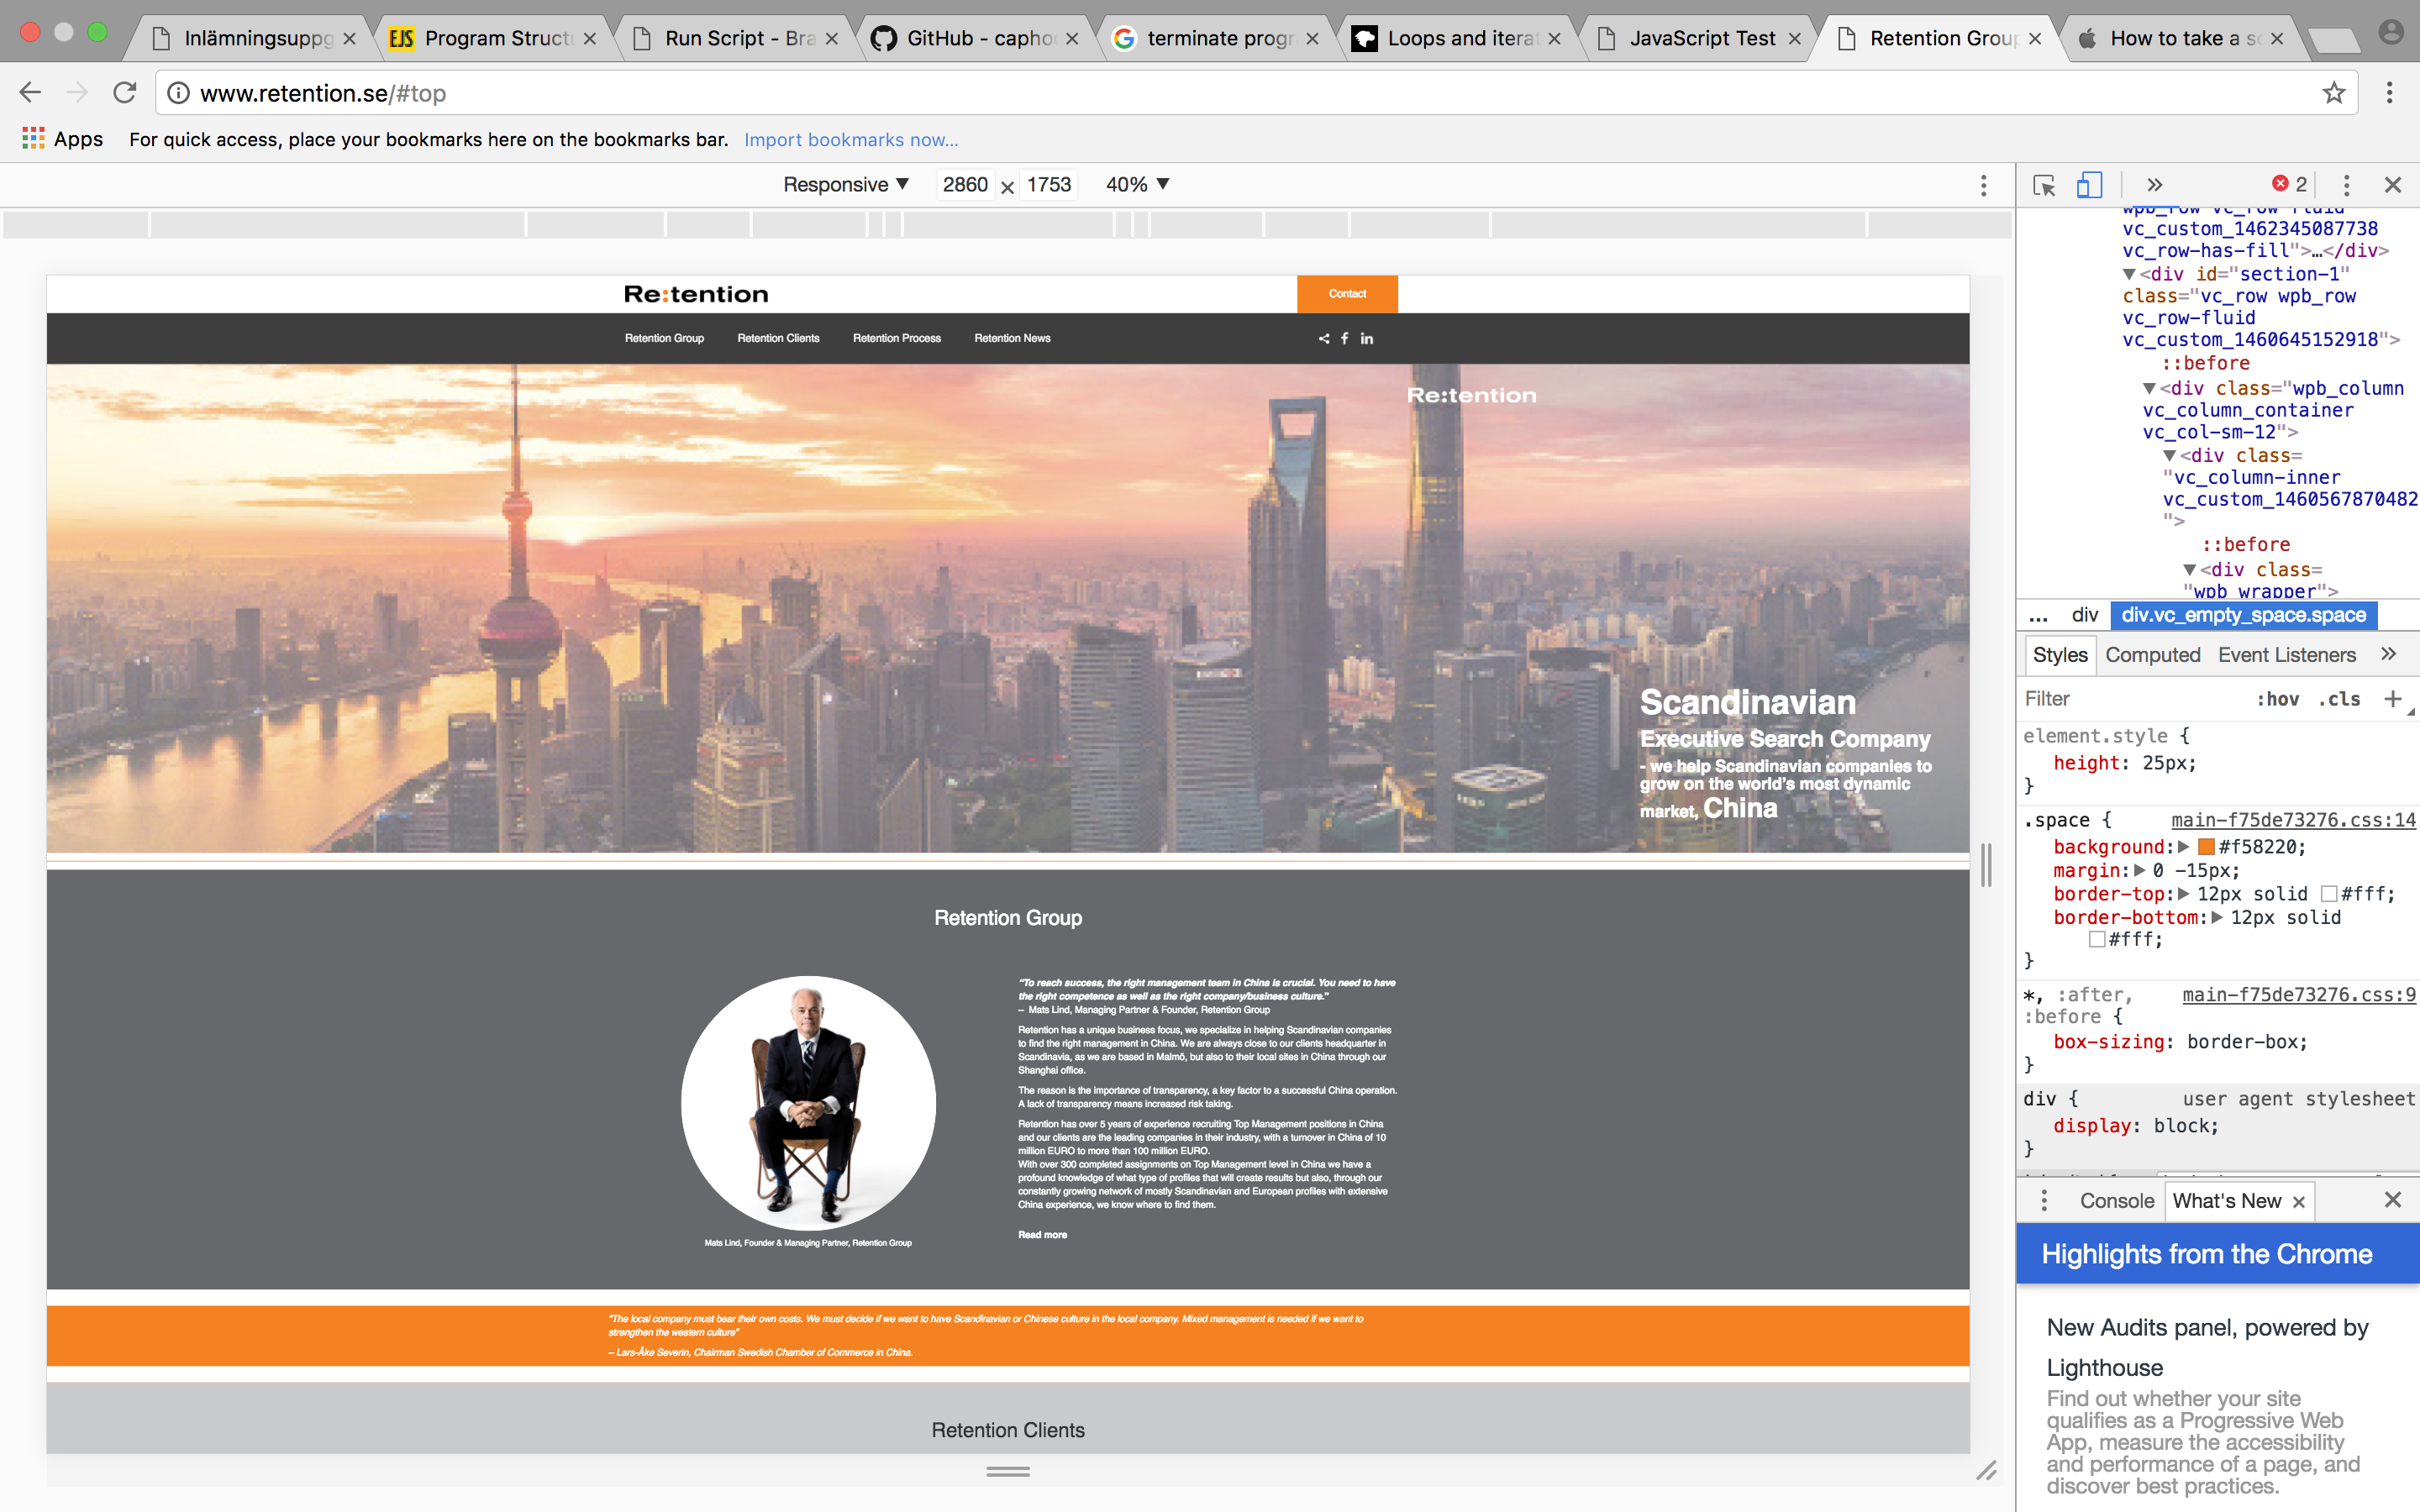 Inlämningsuppg
Program Structu
Run Script - Bra
GitHub - capho
terminate progr
Loops and iterat
JavaScript Test
Retention Group
How to take a sc
www.retention.se/#top
Apps For quick access, place your bookmarks here on the bookmarks bar. Import bookmarks now...
Responsive 2860 × 1753 40%
Re:tention
Contact
Retention Group Retention Clients Retention Process Retention News
Re:tention
Scandinavian
Executive Search Company
- we help Scandinavian companies to
grow on the world's most dynamic
market, China
Retention Group
"To reach success, the right management team in China is crucial. You need to have
the right competence as well as the right company/business culture."
– Mats Lind, Managing Partner & Founder, Retention Group
Retention has a unique business focus, we specialize in helping Scandinavian companies
to find the right management in China. We are always close to our clients headquarter in
Scandinavia, as we are based in Malmö, but also to their local sites in China through our
Shanghai office.
The reason is the importance of transparency, a key factor to a successful China operation.
A lack of transparency means increased risk taking.
Retention has over 5 years of experience recruiting Top Management positions in China
and our clients are the leading companies in their industry, with a turnover in China of 10
million EURO to more than 100 million EURO.
With over 300 completed assignments on Top Management level in China we have a
profound knowledge of what type of profiles that will create results but also, through our
constantly growing network of mostly Scandinavian and European profiles with extensive
China experience, we know where to find them.
Read more
Mats Lind, Founder & Managing Partner, Retention Group
"The local company must bear their own costs. We must decide if we want to have Scandinavian or Chinese culture in the local company. Mixed management is needed if we want to
strengthen the western culture"
– Lars-Åke Severin, Chairman Swedish Chamber of Commerce in China.
Retention Clients
2
wpb_row vc_row-fluid
vc_custom_1462345087738
vc_row-has-fill">…</div>
<div id="section-1"
class="vc_row wpb_row
vc_row-fluid
vc_custom_1460645152918">
::before
<div class="wpb_column
vc_column_container
vc_col-sm-12">
<div class=
"vc_column-inner
vc_custom_1460567870482
">
::before
<div class=
"wpb_wrapper">
... div div.vc_empty_space.space
Styles Computed Event Listeners »
Filter :hov .cls +
element.style {
height: 25px;
}
.space { main-f75de73276.css:14
background: #f58220;
margin: 0 -15px;
border-top: 12px solid #fff;
border-bottom: 12px solid
#fff;
}
*, :after, main-f75de73276.css:9
:before {
box-sizing: border-box;
}
div { user agent stylesheet
display: block;
}
Console What's New
Highlights from the Chrome
New Audits panel, powered by
Lighthouse
Find out whether your site
qualifies as a Progressive Web
App, measure the accessibility
and performance of a page, and
discover best practices.